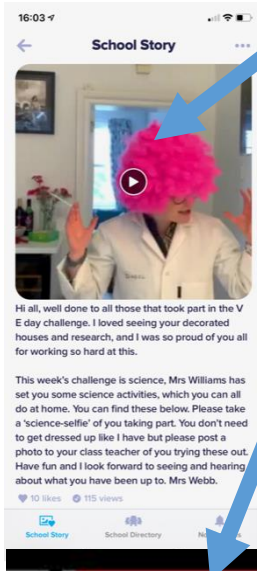 16:03
School Story
Hi all, well done to all those that took part in the V
E day challenge. I loved seeing your decorated
houses and research, and I was so proud of you all
for working so hard at this.
This week's challenge is science, Mrs Williams has
set you some science activities, which you can all
do at home. You can find these below. Please take
a 'science-selfie' of you taking part. You don't need
to get dressed up like I have but please post a
photo to your class teacher of you trying these out.
Have fun and I look forward to seeing and hearing
about what you have been up to. Mrs Webb.
10 likes 115 views
School Story School Directory